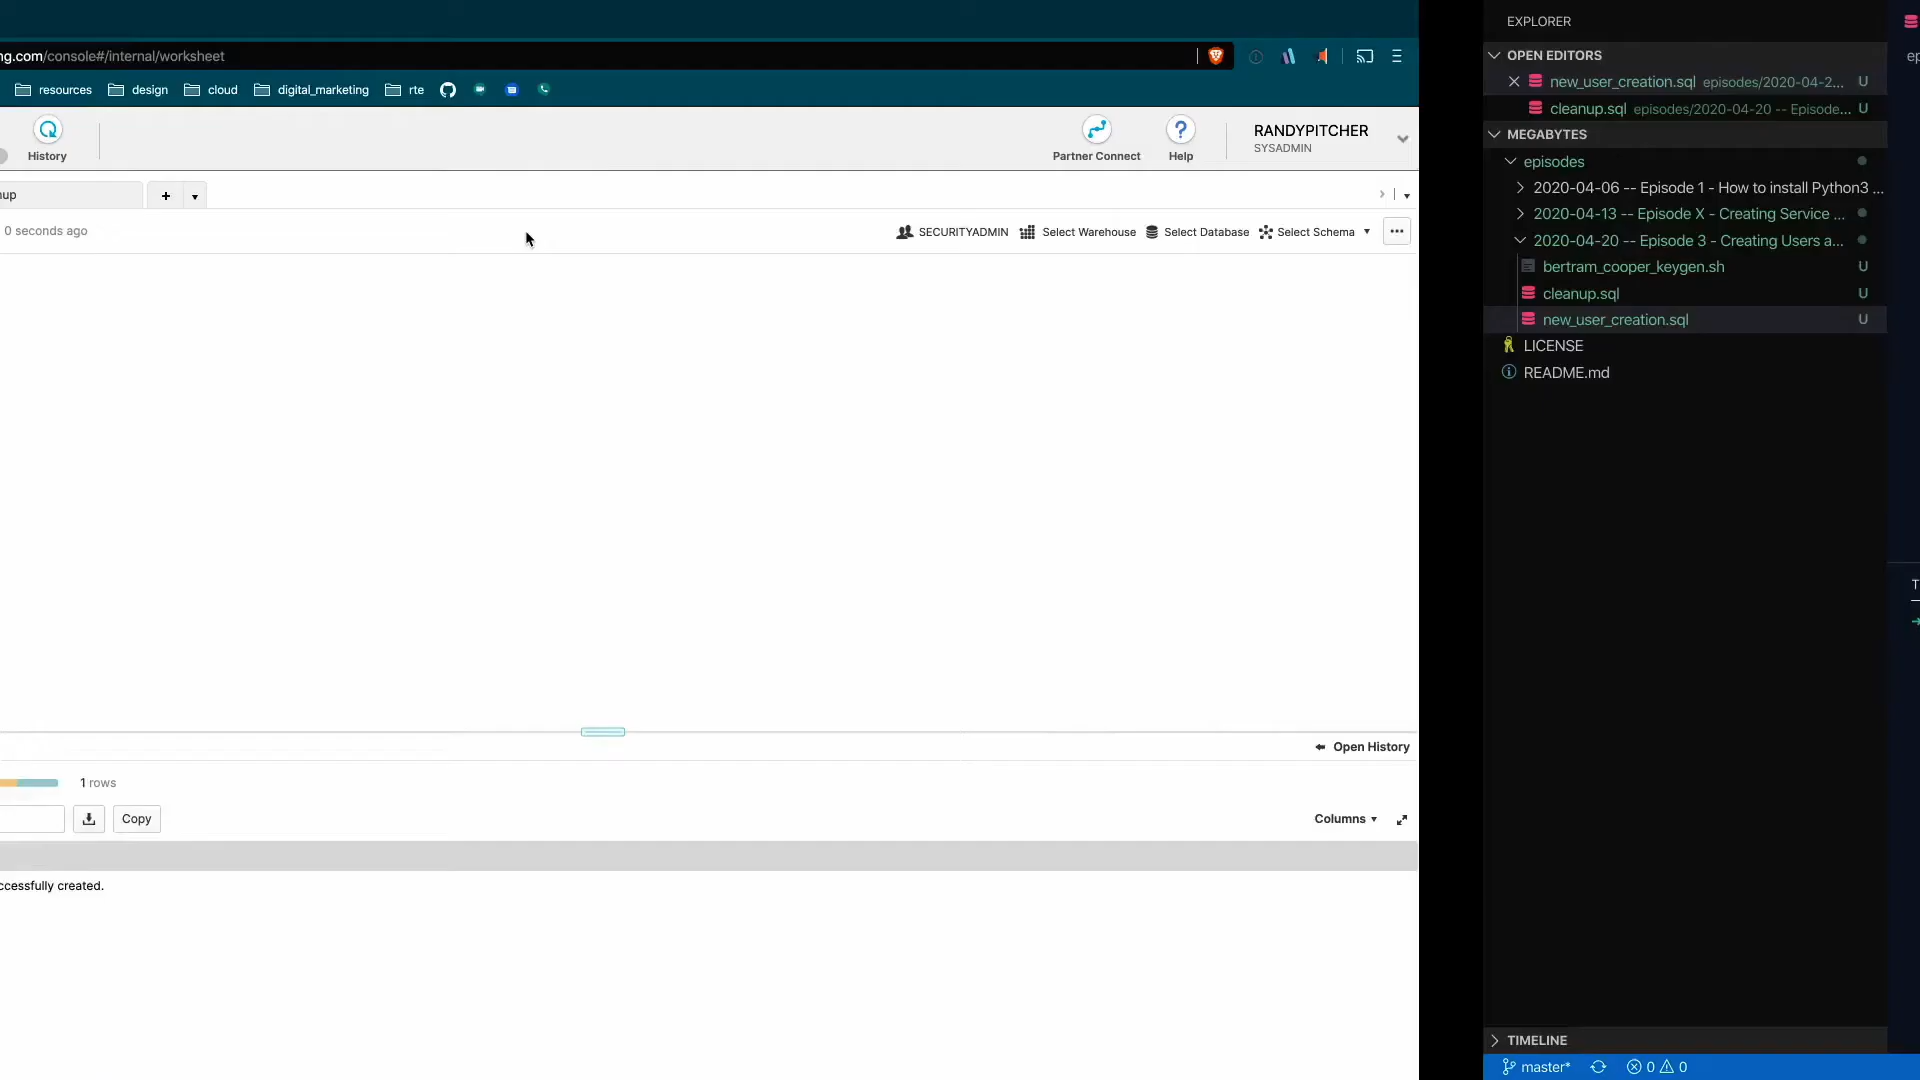 ng.com/console#/internal/worksheet
resources design cloud digital_marketing rte
History
Partner Connect
Help
RANDYPITCHER
SYSADMIN
nup
+
0 seconds ago
SECURITYADMIN Select Warehouse Select Database Select Schema
Open History
1 rows
Copy
Columns
ccessfully created.
EXPLORER
OPEN EDITORS
new_user_creation.sql episodes/2020-04-2... U
cleanup.sql episodes/2020-04-20 -- Episode... U
MEGABYTES
episodes
2020-04-06 -- Episode 1 - How to install Python3 ...
2020-04-13 -- Episode X - Creating Service ...
2020-04-20 -- Episode 3 - Creating Users a...
bertram_cooper_keygen.sh U
cleanup.sql U
new_user_creation.sql U
LICENSE
README.md
TIMELINE
master* 0 0
ep
T